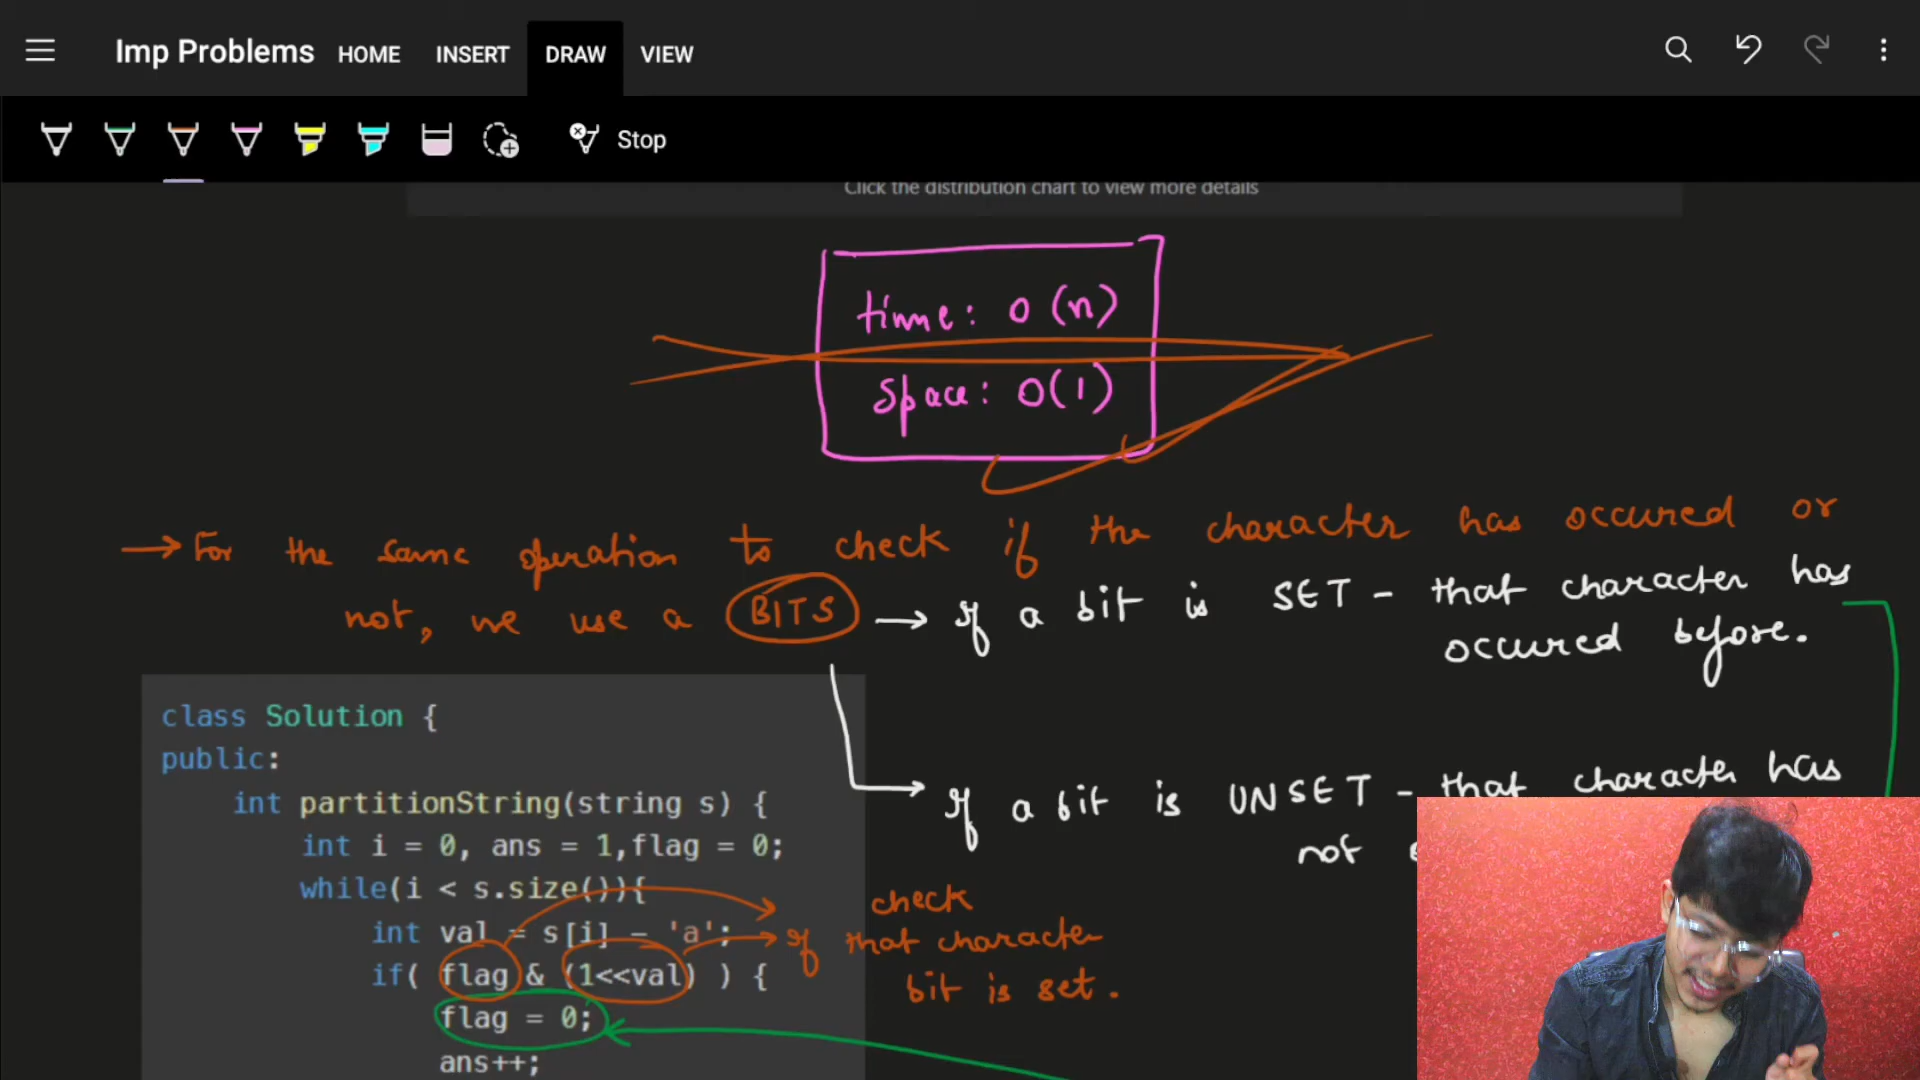 Imp Problems HOME INSERT DRAW VIEW
Stop
Click the distribution chart to view more details
time: O(n)
Space: O(1)
→ For the same operation to check if the character has occured or
not, we use a BITS → If a bit is SET - that character has
occured before.
→ If a bit is UNSET - that character has
not
class Solution {
public:
int partitionString(string s) {
int i = 0, ans = 1,flag = 0;
while(i < s.size()){
int val = s[i] - 'a';
if( flag & (1<<val) ) {
flag = 0;
ans++;
check
If that character
bit is set.